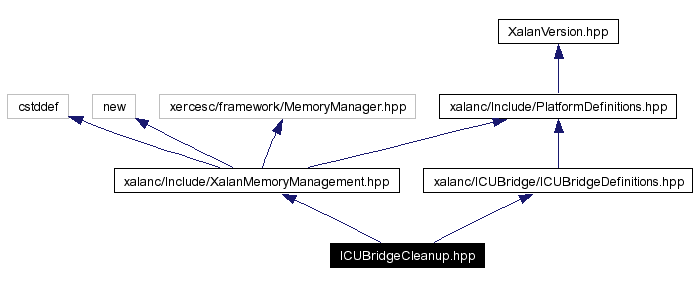 XalanVersion.hpp
cstddef
new
xercesc/framework/MemoryManager.hpp
xalanc/Include/PlatformDefinitions.hpp
xalanc/Include/XalanMemoryManagement.hpp
xalanc/ICUBridge/ICUBridgeDefinitions.hpp
ICUBridgeCleanup.hpp